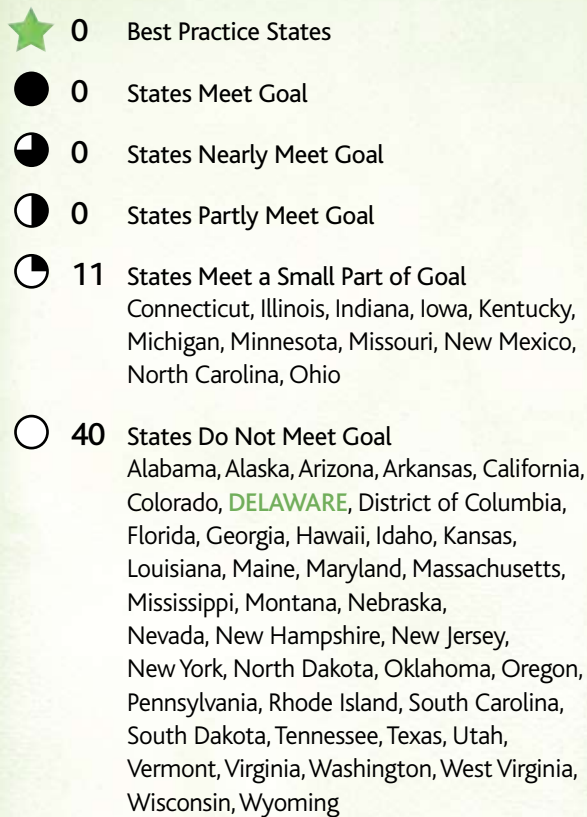 0 Best Practice States
0 States Meet Goal
0 States Nearly Meet Goal
0 States Partly Meet Goal
11 States Meet a Small Part of Goal
Connecticut, Illinois, Indiana, Iowa, Kentucky,
Michigan, Minnesota, Missouri, New Mexico,
North Carolina, Ohio
40 States Do Not Meet Goal
Alabama, Alaska, Arizona, Arkansas, California,
Colorado, DELAWARE, District of Columbia,
Florida, Georgia, Hawaii, Idaho, Kansas,
Louisiana, Maine, Maryland, Massachusetts,
Mississippi, Montana, Nebraska,
Nevada, New Hampshire, New Jersey,
New York, North Dakota, Oklahoma, Oregon,
Pennsylvania, Rhode Island, South Carolina,
South Dakota, Tennessee, Texas, Utah,
Vermont, Virginia, Washington, West Virginia,
Wisconsin, Wyoming